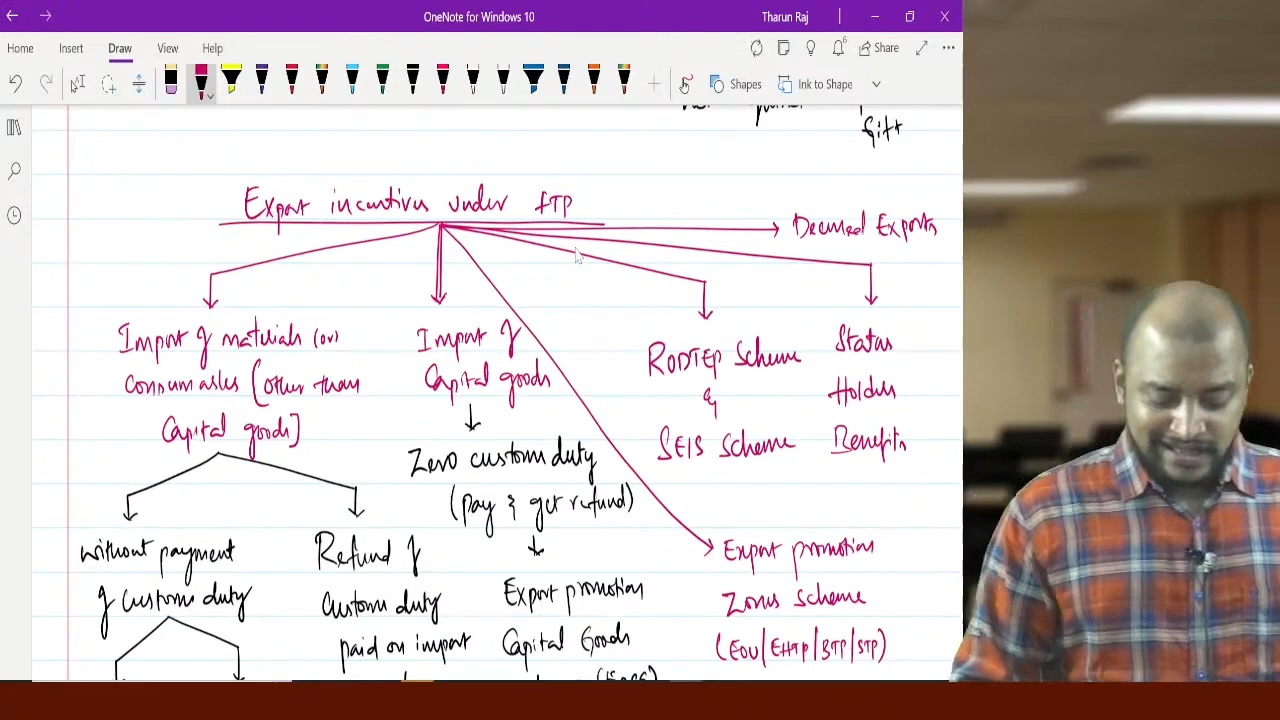 OneNote for Windows 10
Tharun Raj
Home Insert Draw View Help
6 Share
Shapes Ink to Shape
Gift
Export incentives under FTP
Deemed Exports
Import of materials (or)
Consumables (other than
Capital goods]
Import of
Capital goods
Zero custom duty
(pay & get refund)
Export promotion
Capital Goods
RODTEP Scheme
&
SEIS Scheme
Status
Holder
Benefits
without payment
of custom duty
Refund of
Custom duty
paid on import
Export promotion
Zones Scheme
(EOU/EHTP/BTP/STP)